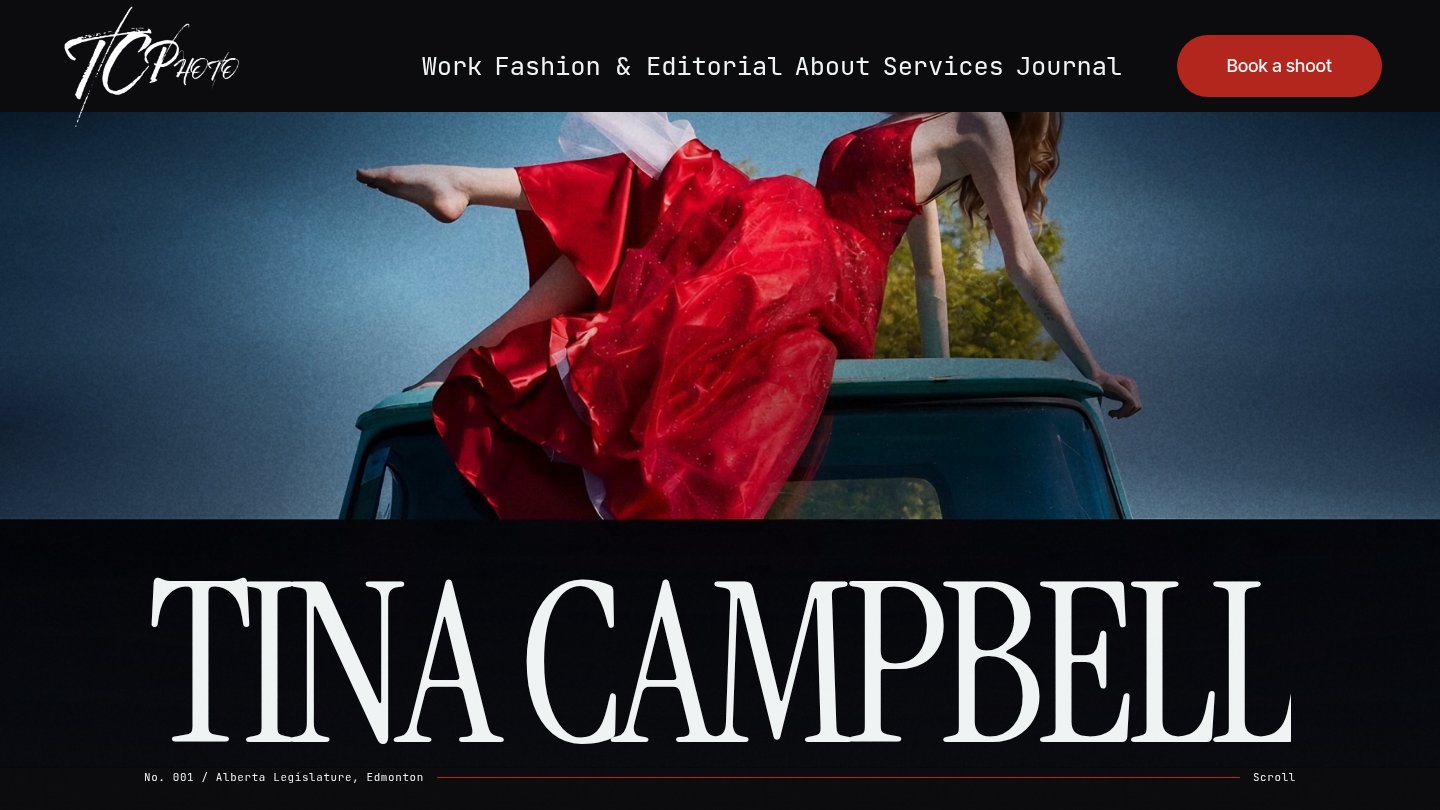 TCPHOTO
Work Fashion & Editorial About Services Journal
Book a shoot
TINA CAMPBELL
No. 001 / Alberta Legislature, Edmonton
Scroll